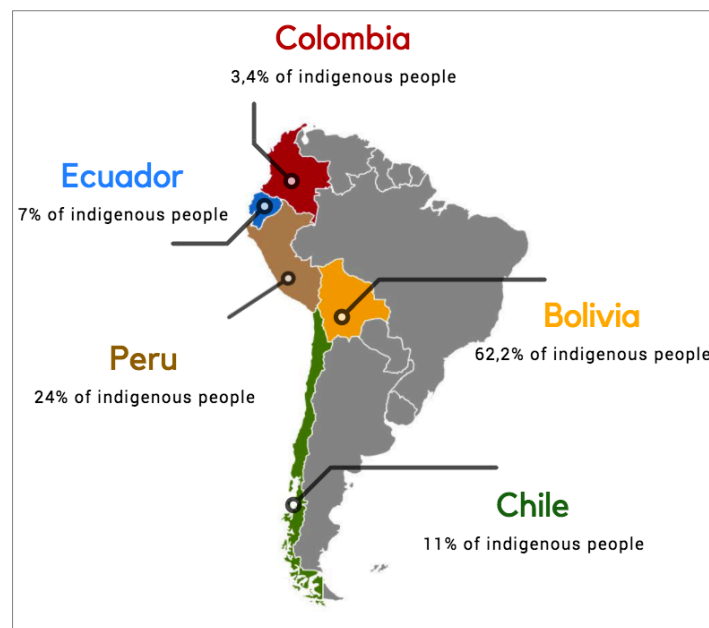 Colombia
3,4% of indigenous people
Ecuador
7% of indigenous people
Bolivia
62,2% of indigenous people
Peru
24% of indigenous people
Chile
11% of indigenous people